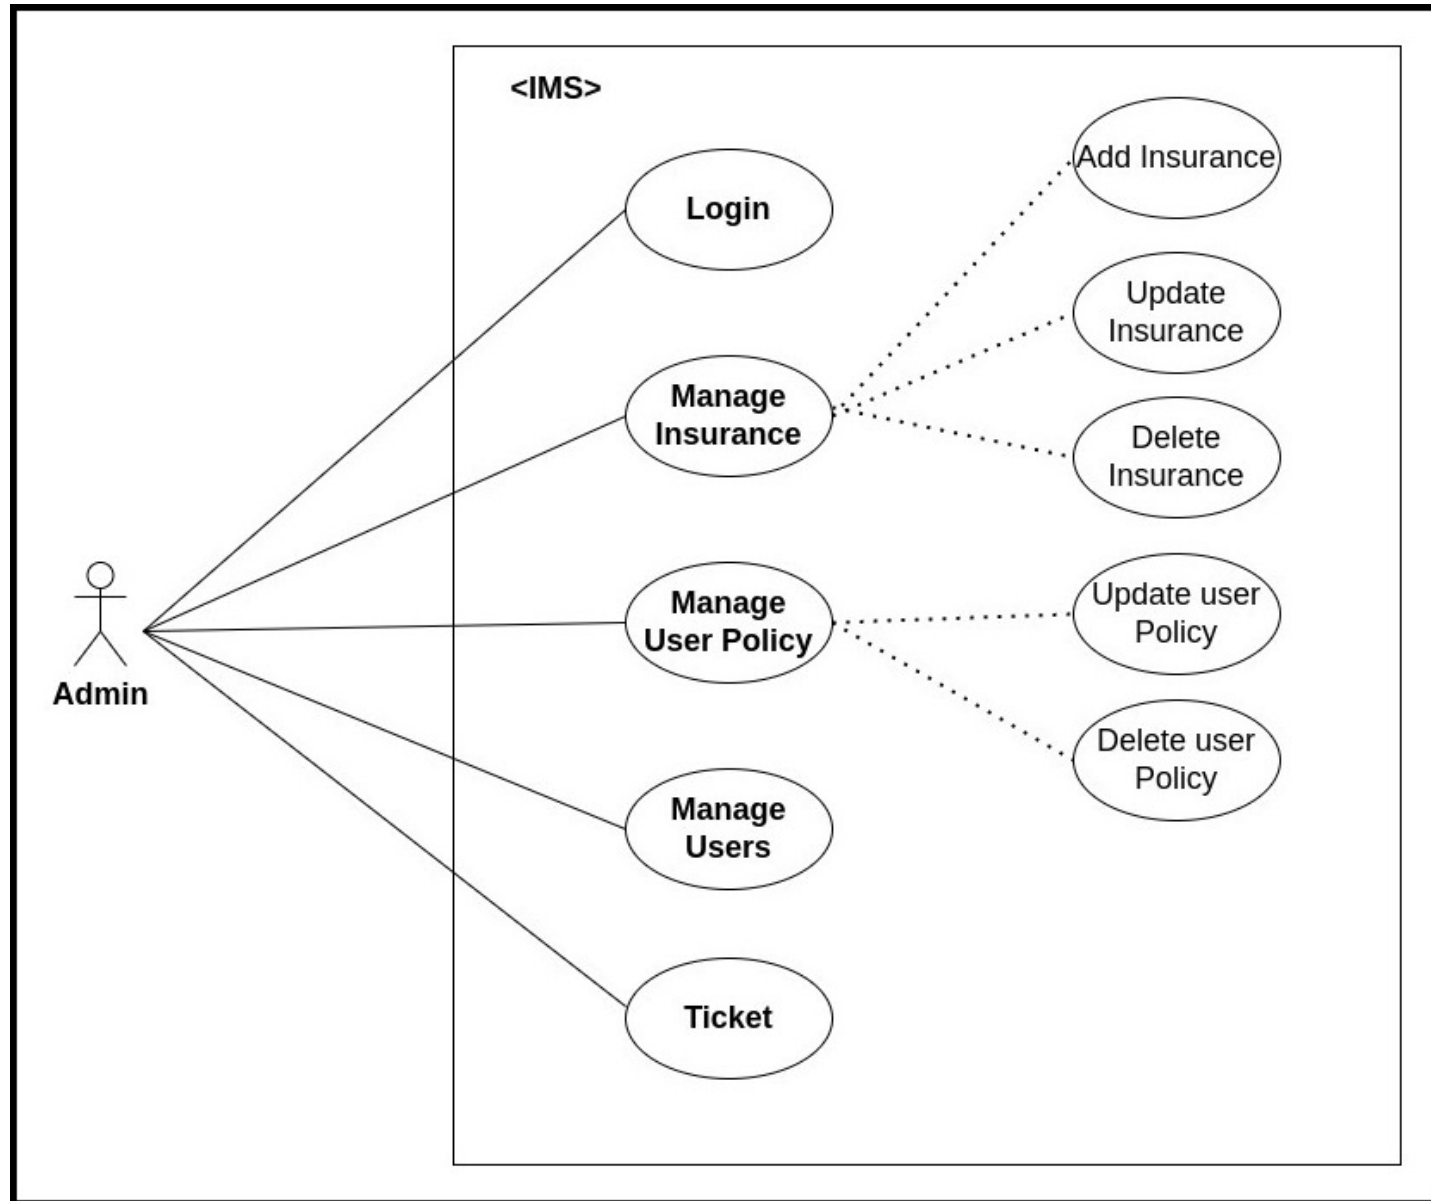 <IMS>
Login
Manage
Insurance
Manage
User Policy
Manage
Users
Ticket
Add Insurance
Update
Insurance
Delete
Insurance
Update user
Policy
Delete user
Policy
Admin